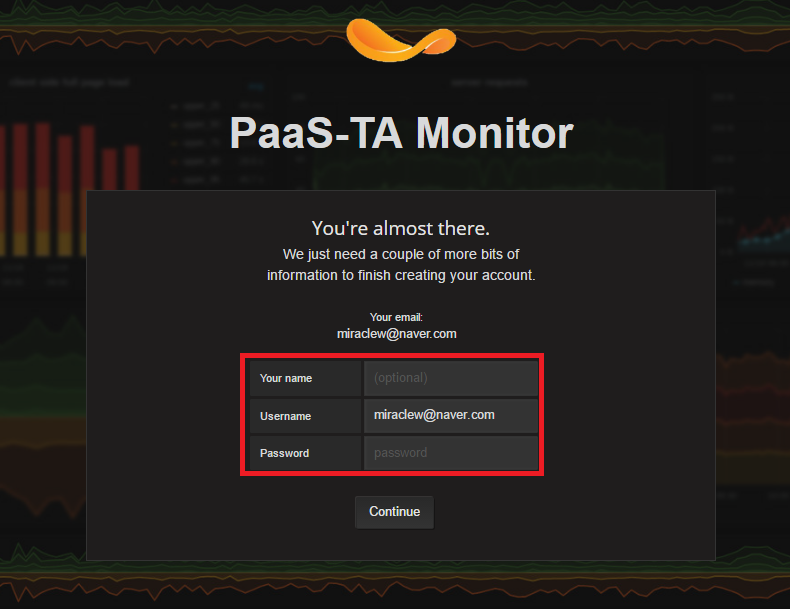 PaaS-TA Monitor
You're almost there.
We just need a couple of more bits of
information to finish creating your account.
Your email:
miraclew@naver.com
Your name (optional)
Username miraclew@naver.com
Password password
Continue